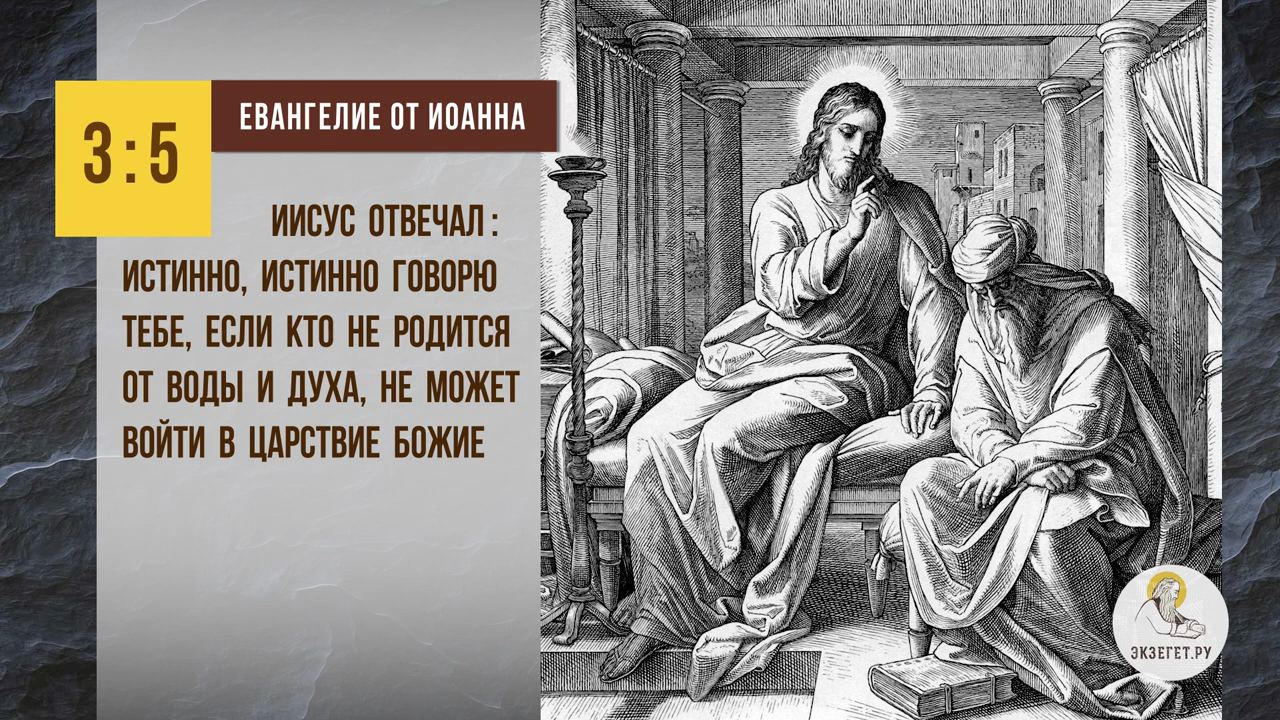 3:5
ЕВАНГЕЛИЕ ОТ ИОАННА
ИИСУС ОТВЕЧАЛ:
ИСТИННО, ИСТИННО ГОВОРЮ
ТЕБЕ, ЕСЛИ КТО НЕ РОДИТСЯ
ОТ ВОДЫ И ДУХА, НЕ МОЖЕТ
ВОЙТИ В ЦАРСТВИЕ БОЖИЕ
ЭКЗЕГЕТ.РУ